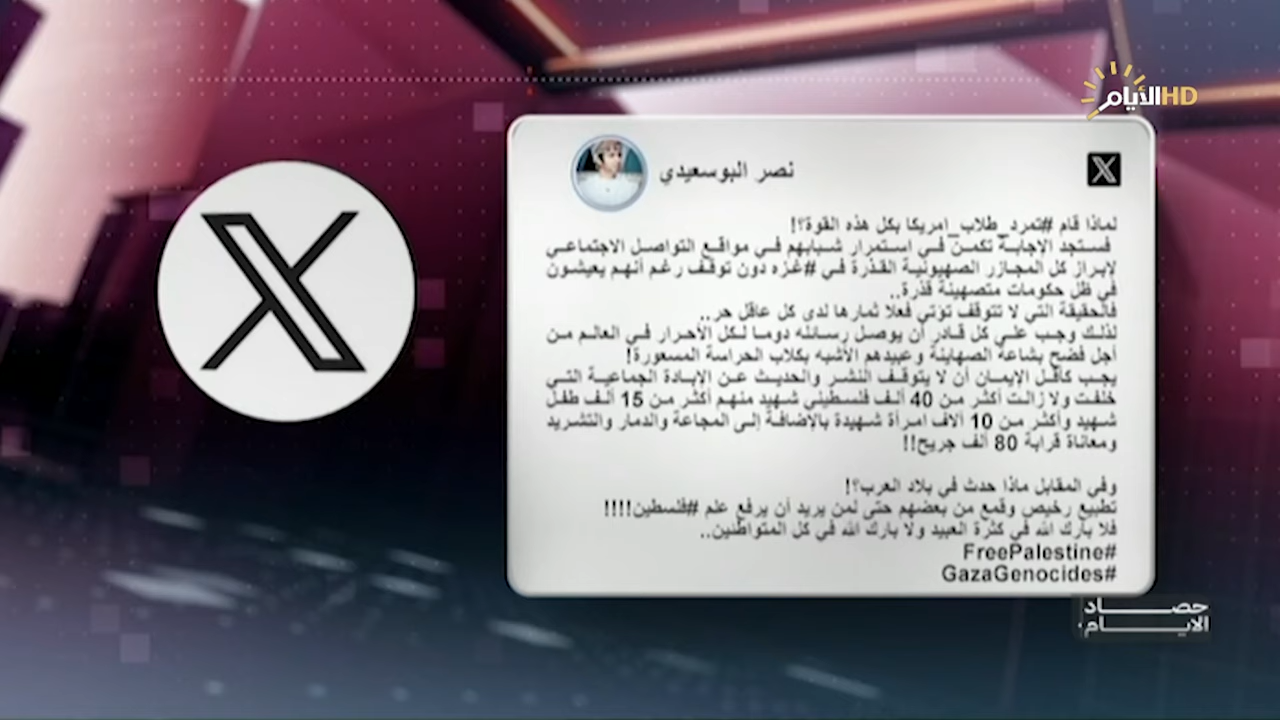 الأيام HD
نصر البوسعيدي
لماذا قام #تمرد_طلاب_امريكا بكل هذه القوة؟!
فستجد الاجابة تكمن في استمرار شبابهم في مواقع التواصل الاجتماعي
لإبراز كل المجازر الصهيونية القذرة في #غزه دون توقف رغم أنهم يعيشون
في ظل حكومات متصهينة قذرة..
فالحقيقة التي لا تتوقف تؤتي فعلا ثمارها لدى كل عاقل حر..
لذلك وجب على كل قادر أن يوصل رسائله دوما لكل الأحرار في العالم من
أجل فضح بشاعة الصهاينة وعبيدهم الأشبه بكلاب الحراسة المسعورة!
يجب كأقل الإيمان أن لا يتوقف النشر والحديث عن الإبادة الجماعية التي
خلفت ولا زالت أكثر من 40 ألف فلسطيني شهيد منهم أكثر من 15 ألف طفل
شهيد وأكثر من 10 آلاف امرأة شهيدة بالإضافة إلى المجاعة والدمار والتشريد
ومعاناة قرابة 80 ألف جريح!!
وفي المقابل ماذا حدث في بلاد العرب؟!
تطبيع رخيص وقمع من بعضهم حتى لمن يريد أن يرفع علم #فلسطين!!!!
فلا بارك الله في كثرة العبيد ولا بارك الله في كل المتواطئين..
#FreePalestine
#GazaGenocides
حصاد
الايام